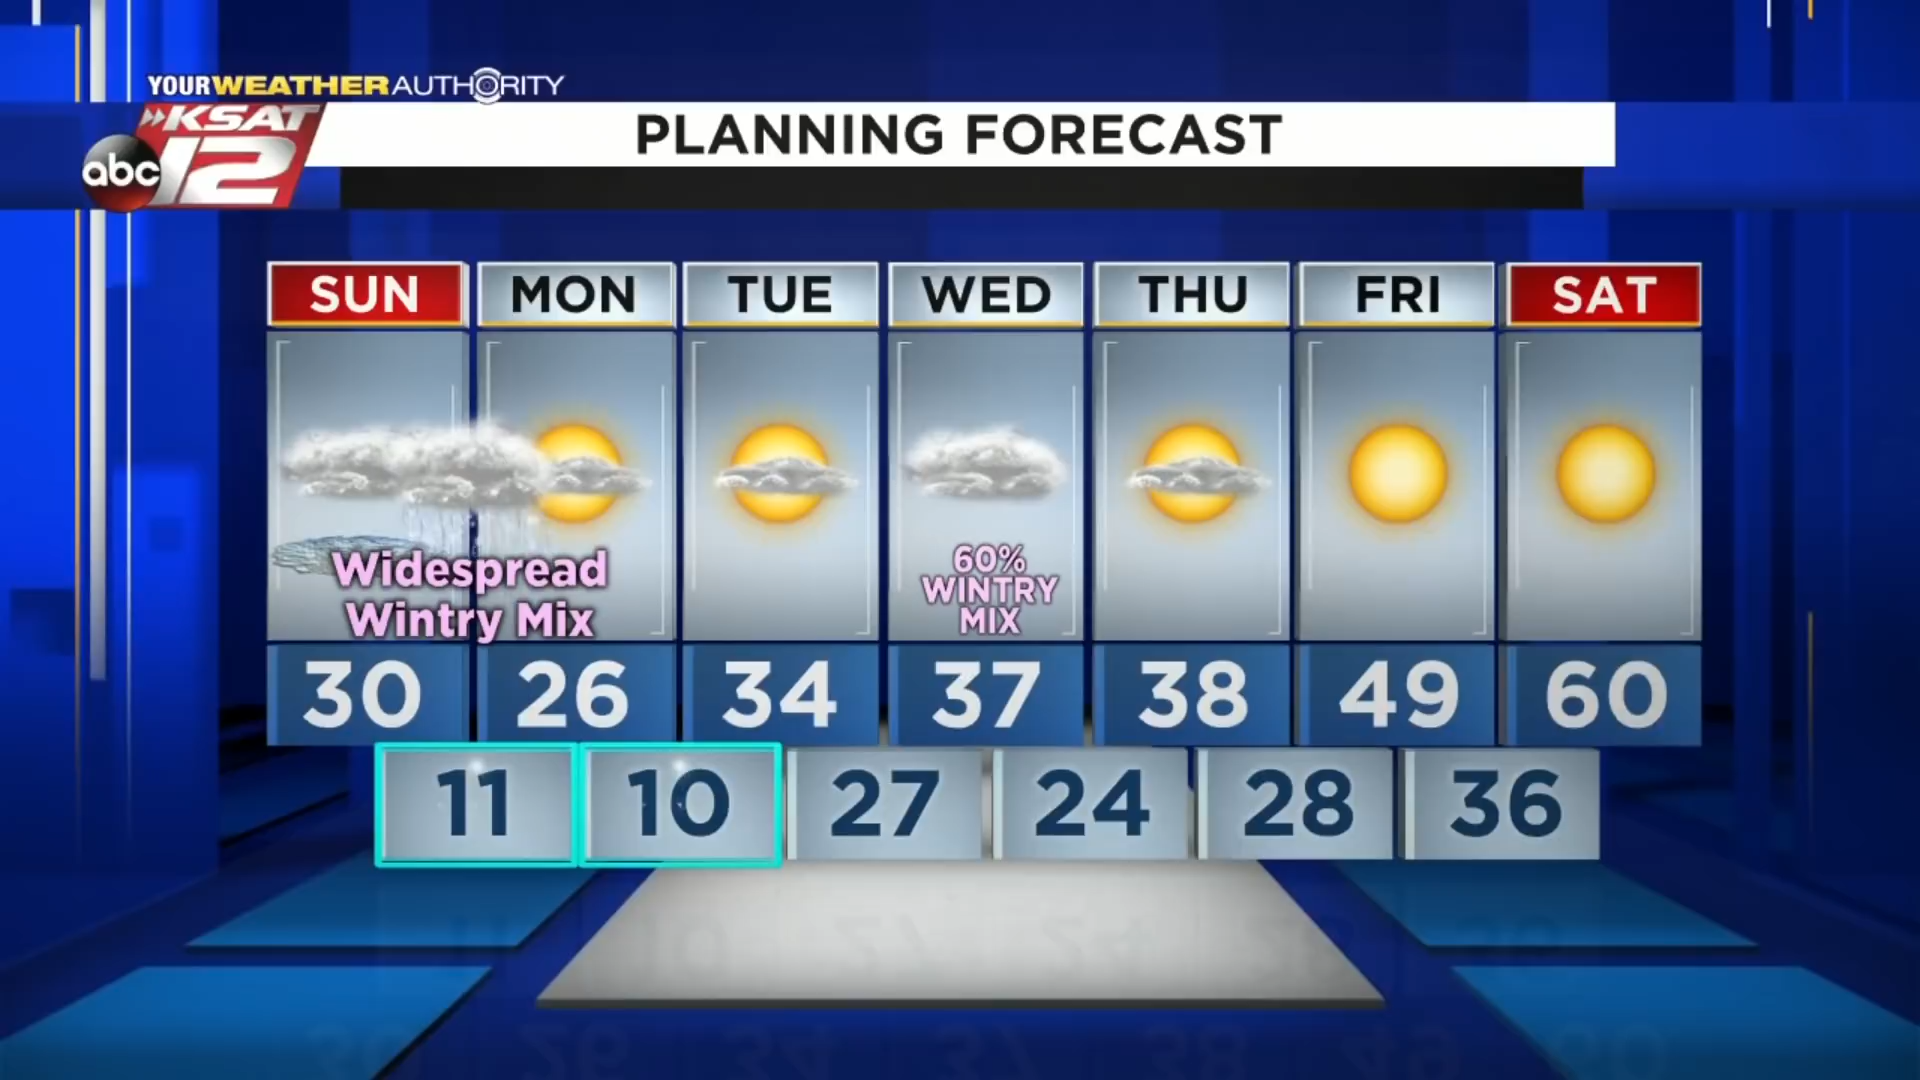 YOURWEATHERAUTHORITY
KSAT
abc
12
PLANNING FORECAST
SUN MON TUE WED THU FRI SAT
Widespread
Wintry Mix
60%
WINTRY
MIX
30 26 34 37 38 49 60
11 10 27 24 28 36